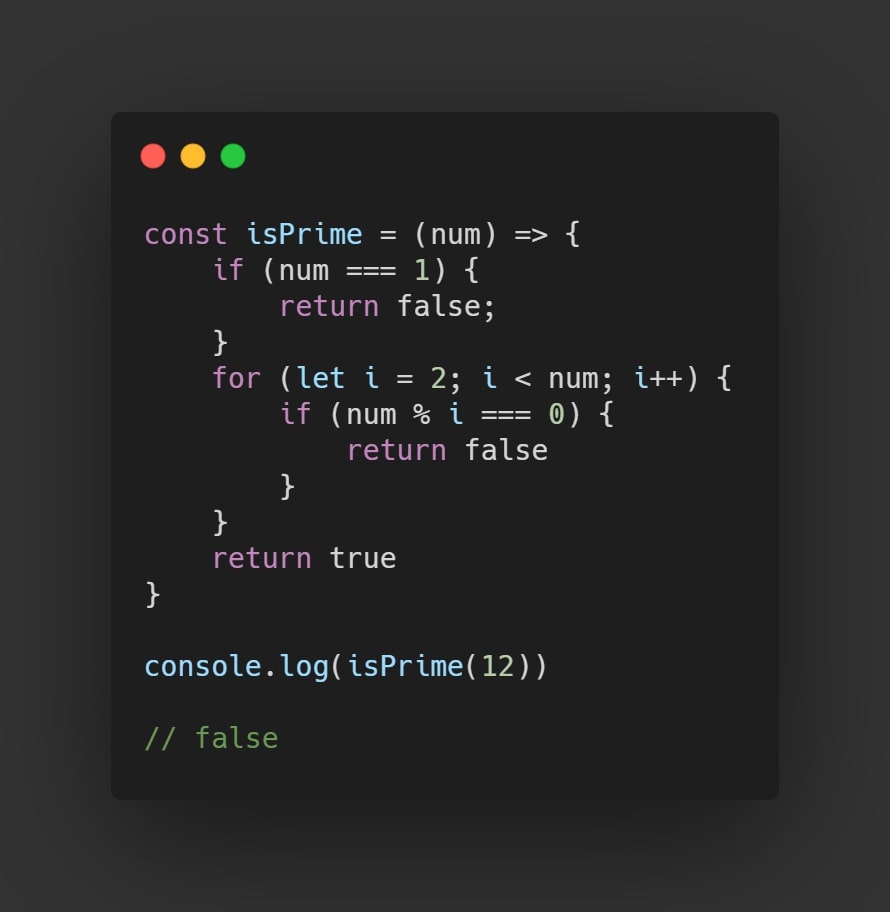 const isPrime = (num) => {
    if (num === 1) {
        return false;
    }
    for (let i = 2; i < num; i++) {
        if (num % i === 0) {
            return false
        }
    }
    return true
}

console.log(isPrime(12))

// false